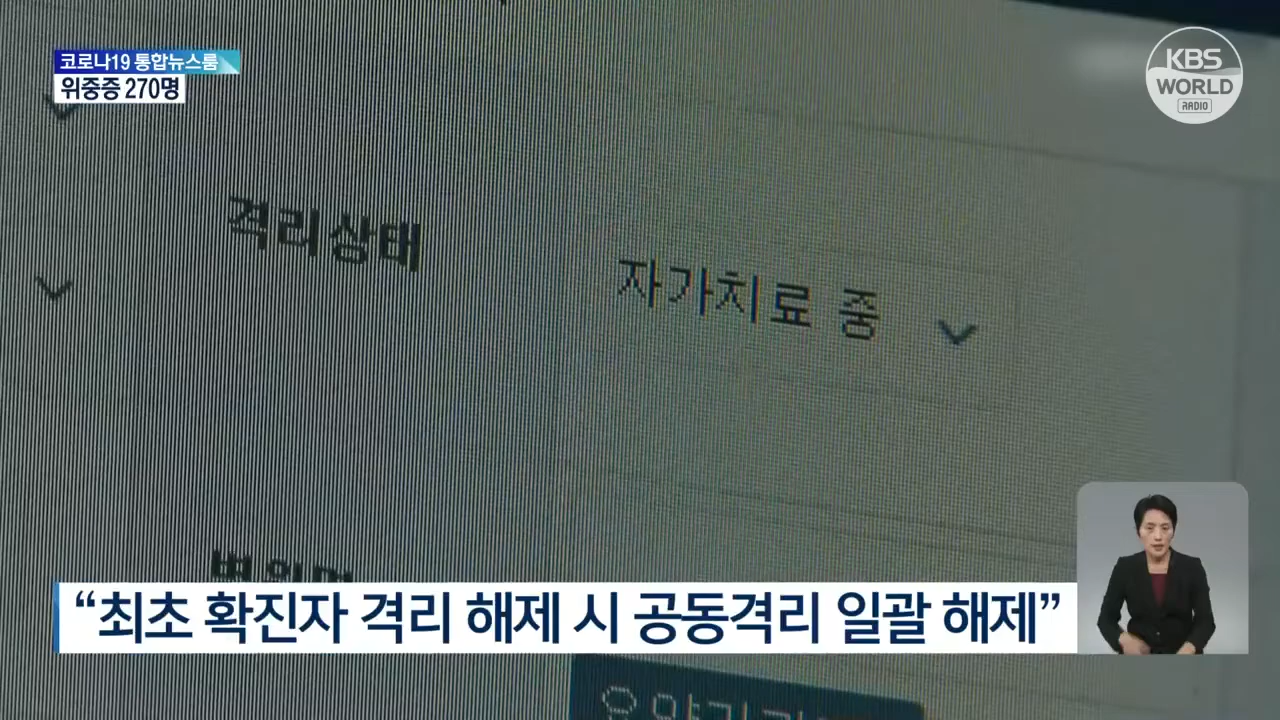 코로나19 통합뉴스룸
위중증 270명
KBS
WORLD
RADIO
격리상태
자가치료 중
“최초 확진자 격리 해제 시 공동격리 일괄 해제”